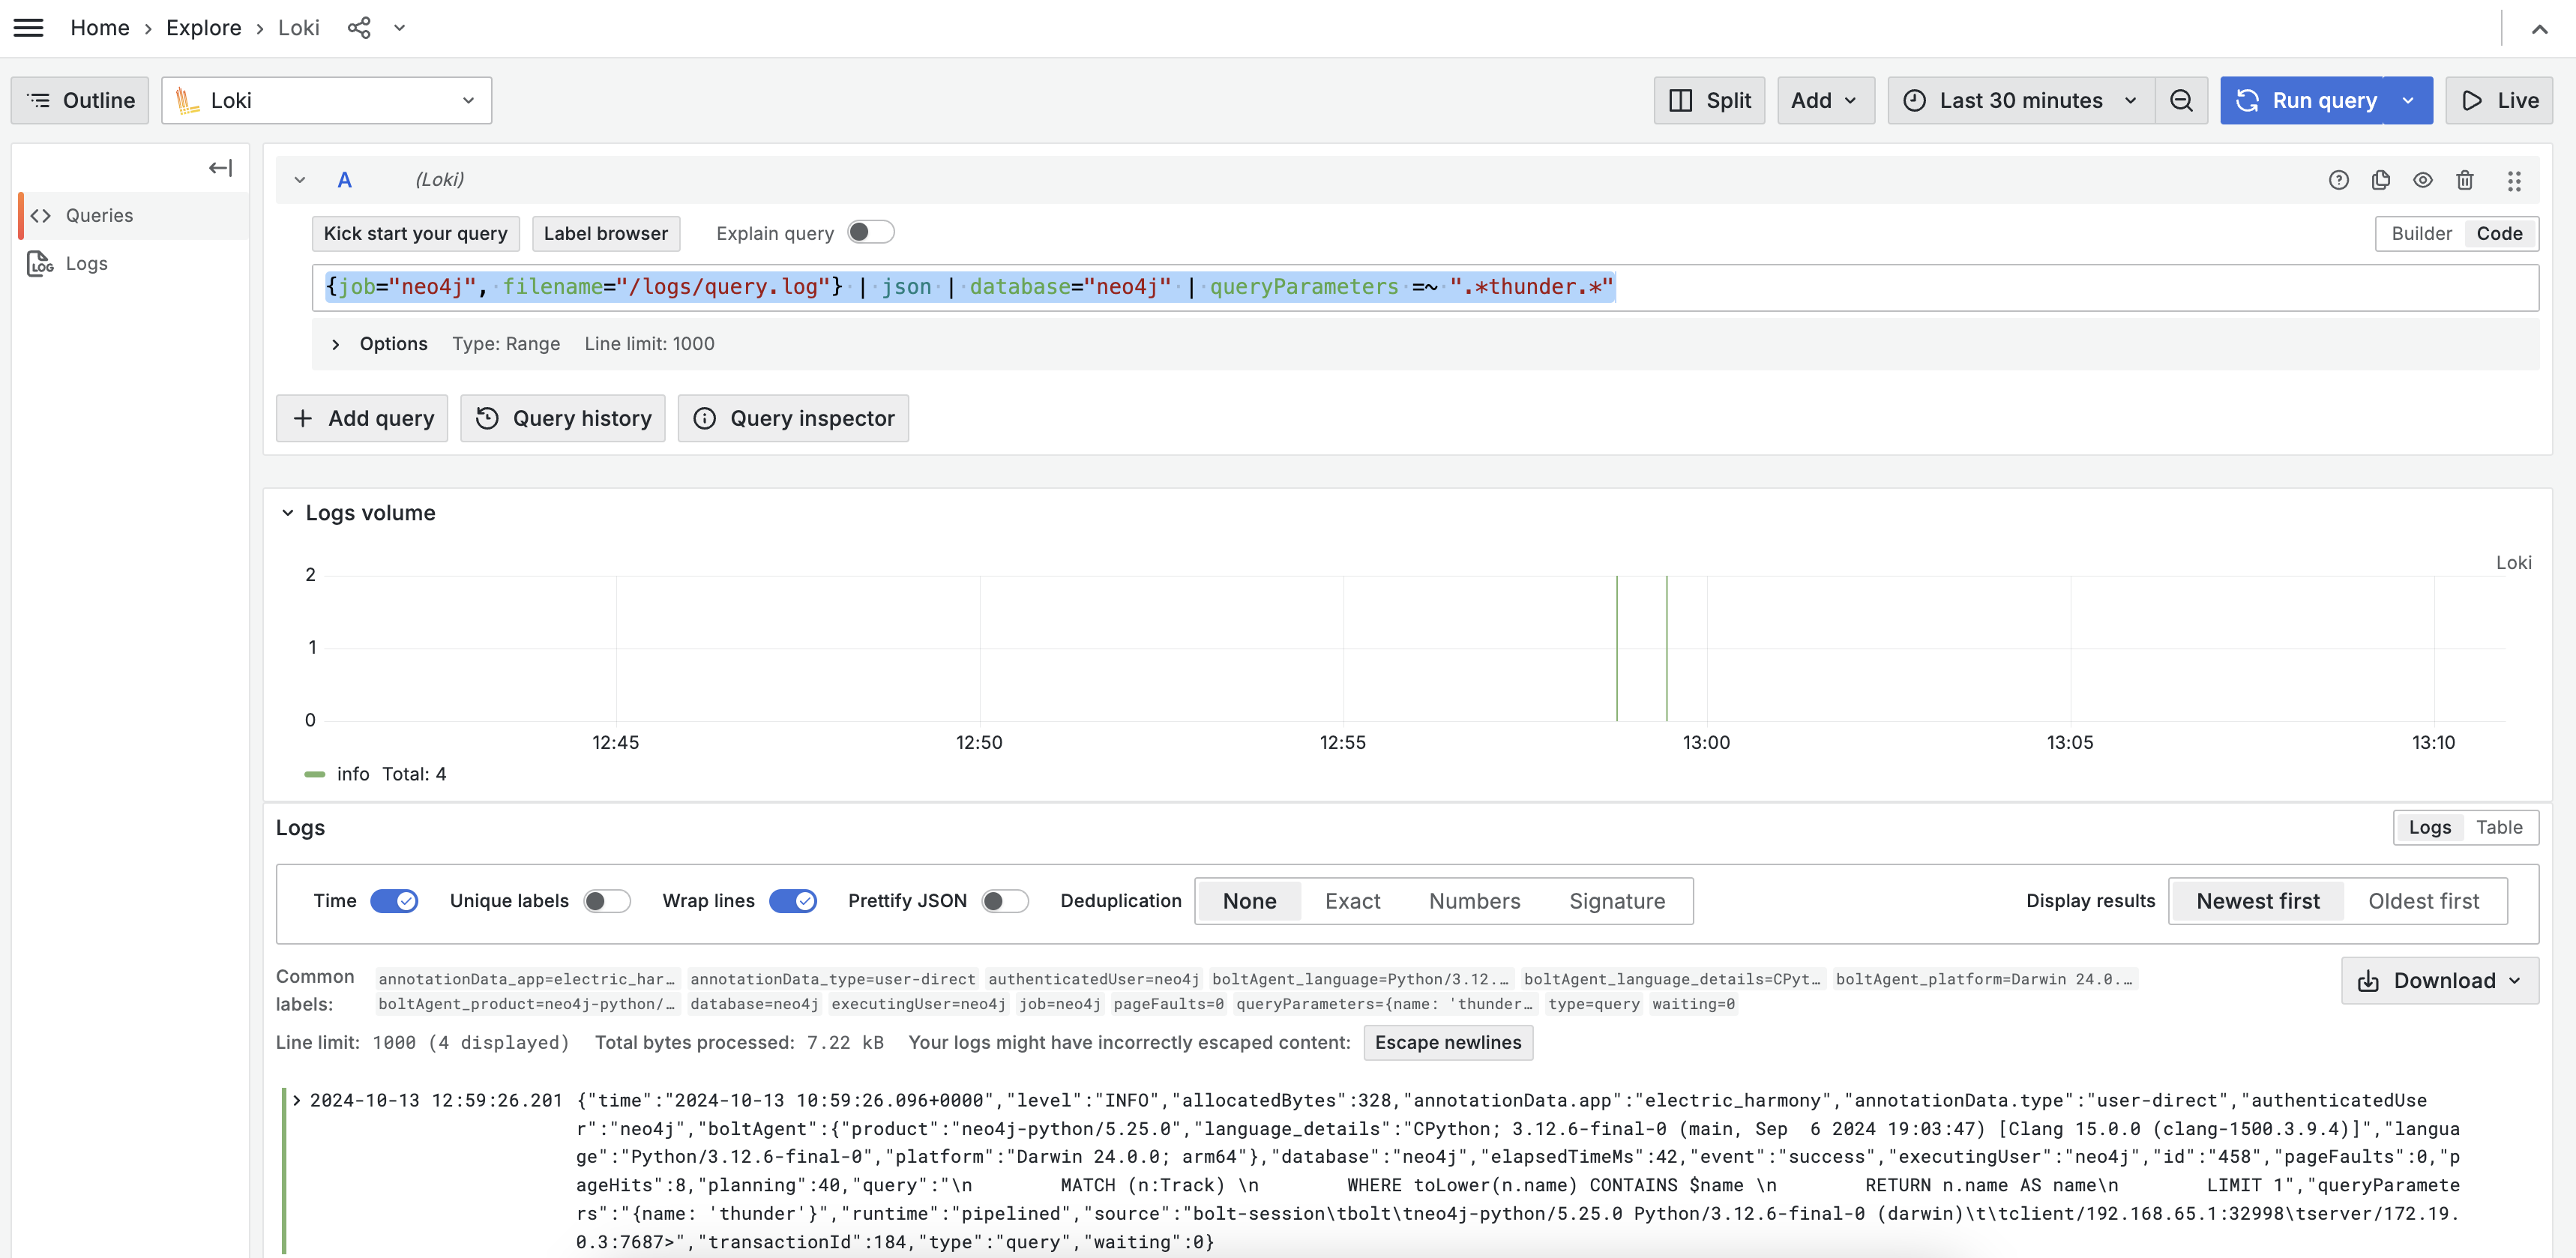 Home › Explore › Loki
Outline Loki Split Add Last 30 minutes Run query Live
Queries
Logs
A (Loki)
Kick start your query Label browser Explain query Builder Code
{job="neo4j", filename="/logs/query.log"} | json | database="neo4j" | queryParameters =~ ".*thunder.*"
Options Type: Range Line limit: 1000
Add query Query history Query inspector
Logs volume
Loki
2
1
0
12:45 12:50 12:55 13:00 13:05 13:10
info Total: 4
Logs Logs Table
Time Unique labels Wrap lines Prettify JSON Deduplication None Exact Numbers Signature Display results Newest first Oldest first
Common labels: annotationData_app=electric_har… annotationData_type=user-direct authenticatedUser=neo4j boltAgent_language=Python/3.12.… boltAgent_language_details=CPyt… boltAgent_platform=Darwin 24.0.…
boltAgent_product=neo4j-python/… database=neo4j executingUser=neo4j job=neo4j pageFaults=0 queryParameters={name: 'thunder… type=query waiting=0
Download
Line limit: 1000 (4 displayed) Total bytes processed: 7.22 kB Your logs might have incorrectly escaped content: Escape newlines
2024-10-13 12:59:26.201 {"time":"2024-10-13 10:59:26.096+0000","level":"INFO","allocatedBytes":328,"annotationData.app":"electric_harmony","annotationData.type":"user-direct","authenticatedUse
r":"neo4j","boltAgent":{"product":"neo4j-python/5.25.0","language_details":"CPython; 3.12.6-final-0 (main, Sep  6 2024 19:03:47) [Clang 15.0.0 (clang-1500.3.9.4)]","langua
ge":"Python/3.12.6-final-0","platform":"Darwin 24.0.0; arm64"},"database":"neo4j","elapsedTimeMs":42,"event":"success","executingUser":"neo4j","id":"458","pageFaults":0,"p
ageHits":8,"planning":40,"query":"\n        MATCH (n:Track) \n        WHERE toLower(n.name) CONTAINS $name \n        RETURN n.name AS name\n        LIMIT 1","queryParamete
rs":"{name: 'thunder'}","runtime":"pipelined","source":"bolt-session\tbolt\tneo4j-python/5.25.0 Python/3.12.6-final-0 (darwin)\t\tclient/192.168.65.1:32998\tserver/172.19.
0.3:7687>","transactionId":184,"type":"query","waiting":0}